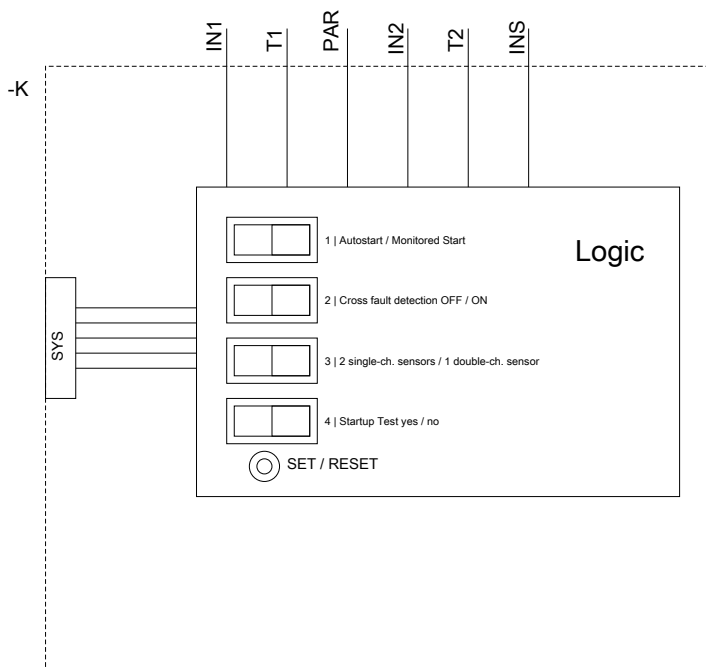 IN1
T1
PAR
IN2
T2
INS
-K
1 | Autostart / Monitored Start
Logic
2 | Cross fault detection OFF / ON
SYS
3 | 2 single-ch. sensors / 1 double-ch. sensor
4 | Startup Test yes / no
SET / RESET